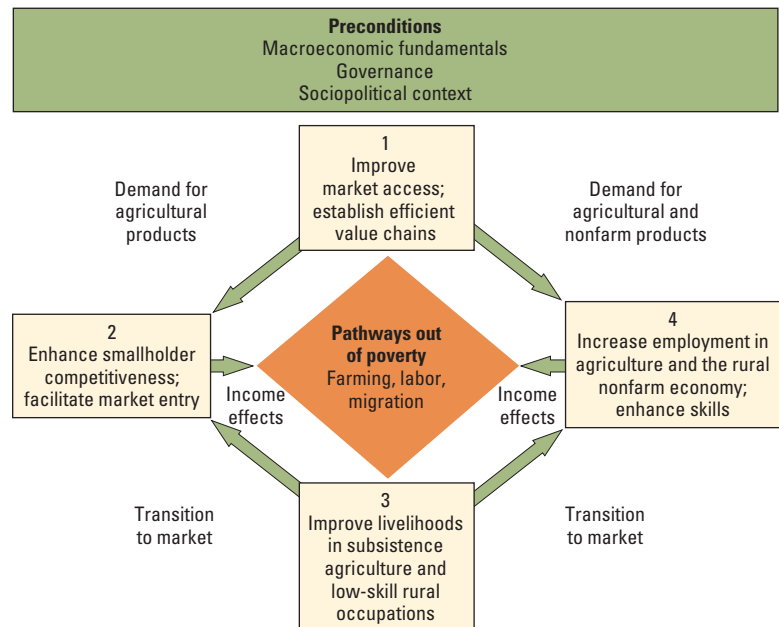 Preconditions
Macroeconomic fundamentals
Governance
Sociopolitical context
1
Improve
market access;
establish efficient
value chains
Demand for
agricultural
products
Demand for
agricultural and
nonfarm products
2
Enhance smallholder
competitiveness;
facilitate market entry
Pathways out
of poverty
Farming, labor,
migration
4
Increase employment in
agriculture and the rural
nonfarm economy;
enhance skills
Income
effects
Income
effects
Transition
to market
3
Improve livelihoods
in subsistence
agriculture and
low-skill rural
occupations
Transition
to market